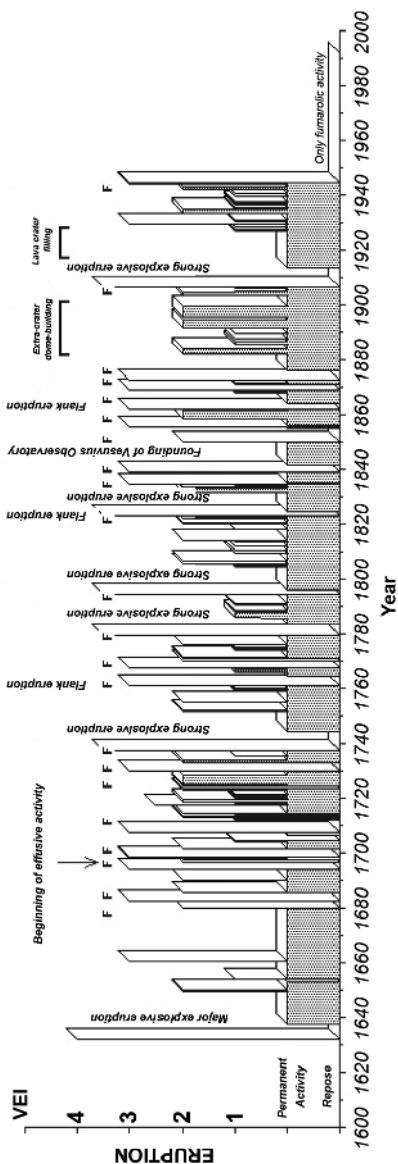 VEI
4
3
2
1
ERUPTION
Permanent
Activity
Repose
Major explosive eruption
Beginning of effusive activity
Strong explosive eruption
Flank eruption
Strong explosive eruption
Strong explosive eruption
Flank eruption
Strong explosive eruption
Founding of Vesuvius Observatory
Flank eruption
Extra-crater
dome-building
Strong explosive eruption
Lava crater
filling
Only fumarolic activity
F F F F F F F F F F F F F F F F F F F F F F
1600 1620 1640 1660 1680 1700 1720 1740 1760 1780 1800 1820 1840 1860 1880 1900 1920 1940 1960 1980 2000
Year